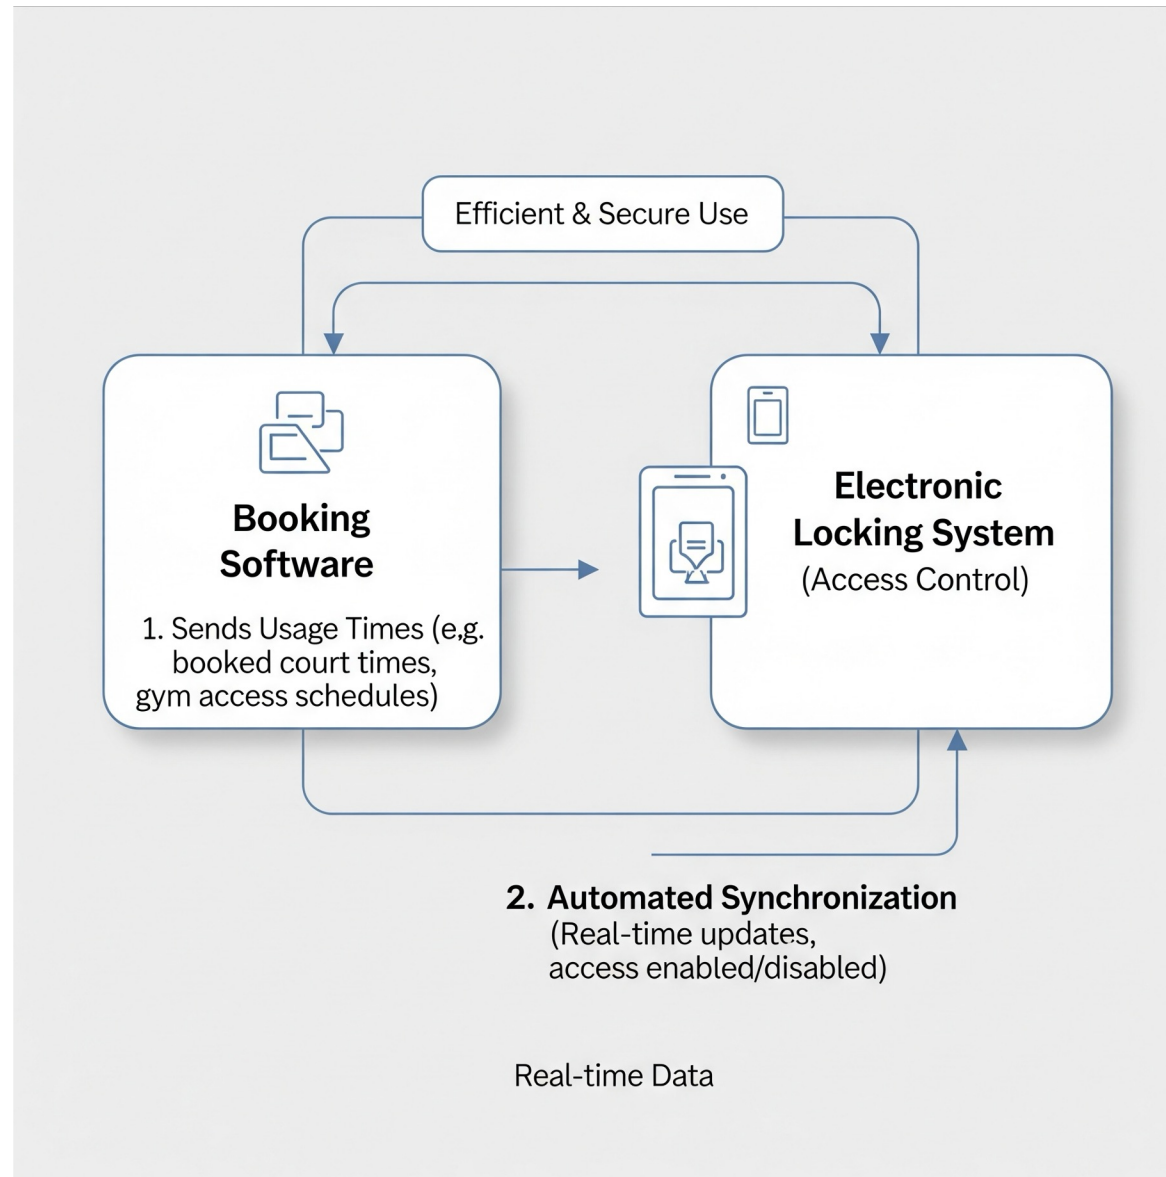 Efficient & Secure Use
Booking
Software
1. Sends Usage Times (e,g.
booked court times,
gym access schedules)
Electronic
Locking System
(Access Control)
2. Automated Synchronization
(Real-time updates,
access enabled/disabled)
Real-time Data